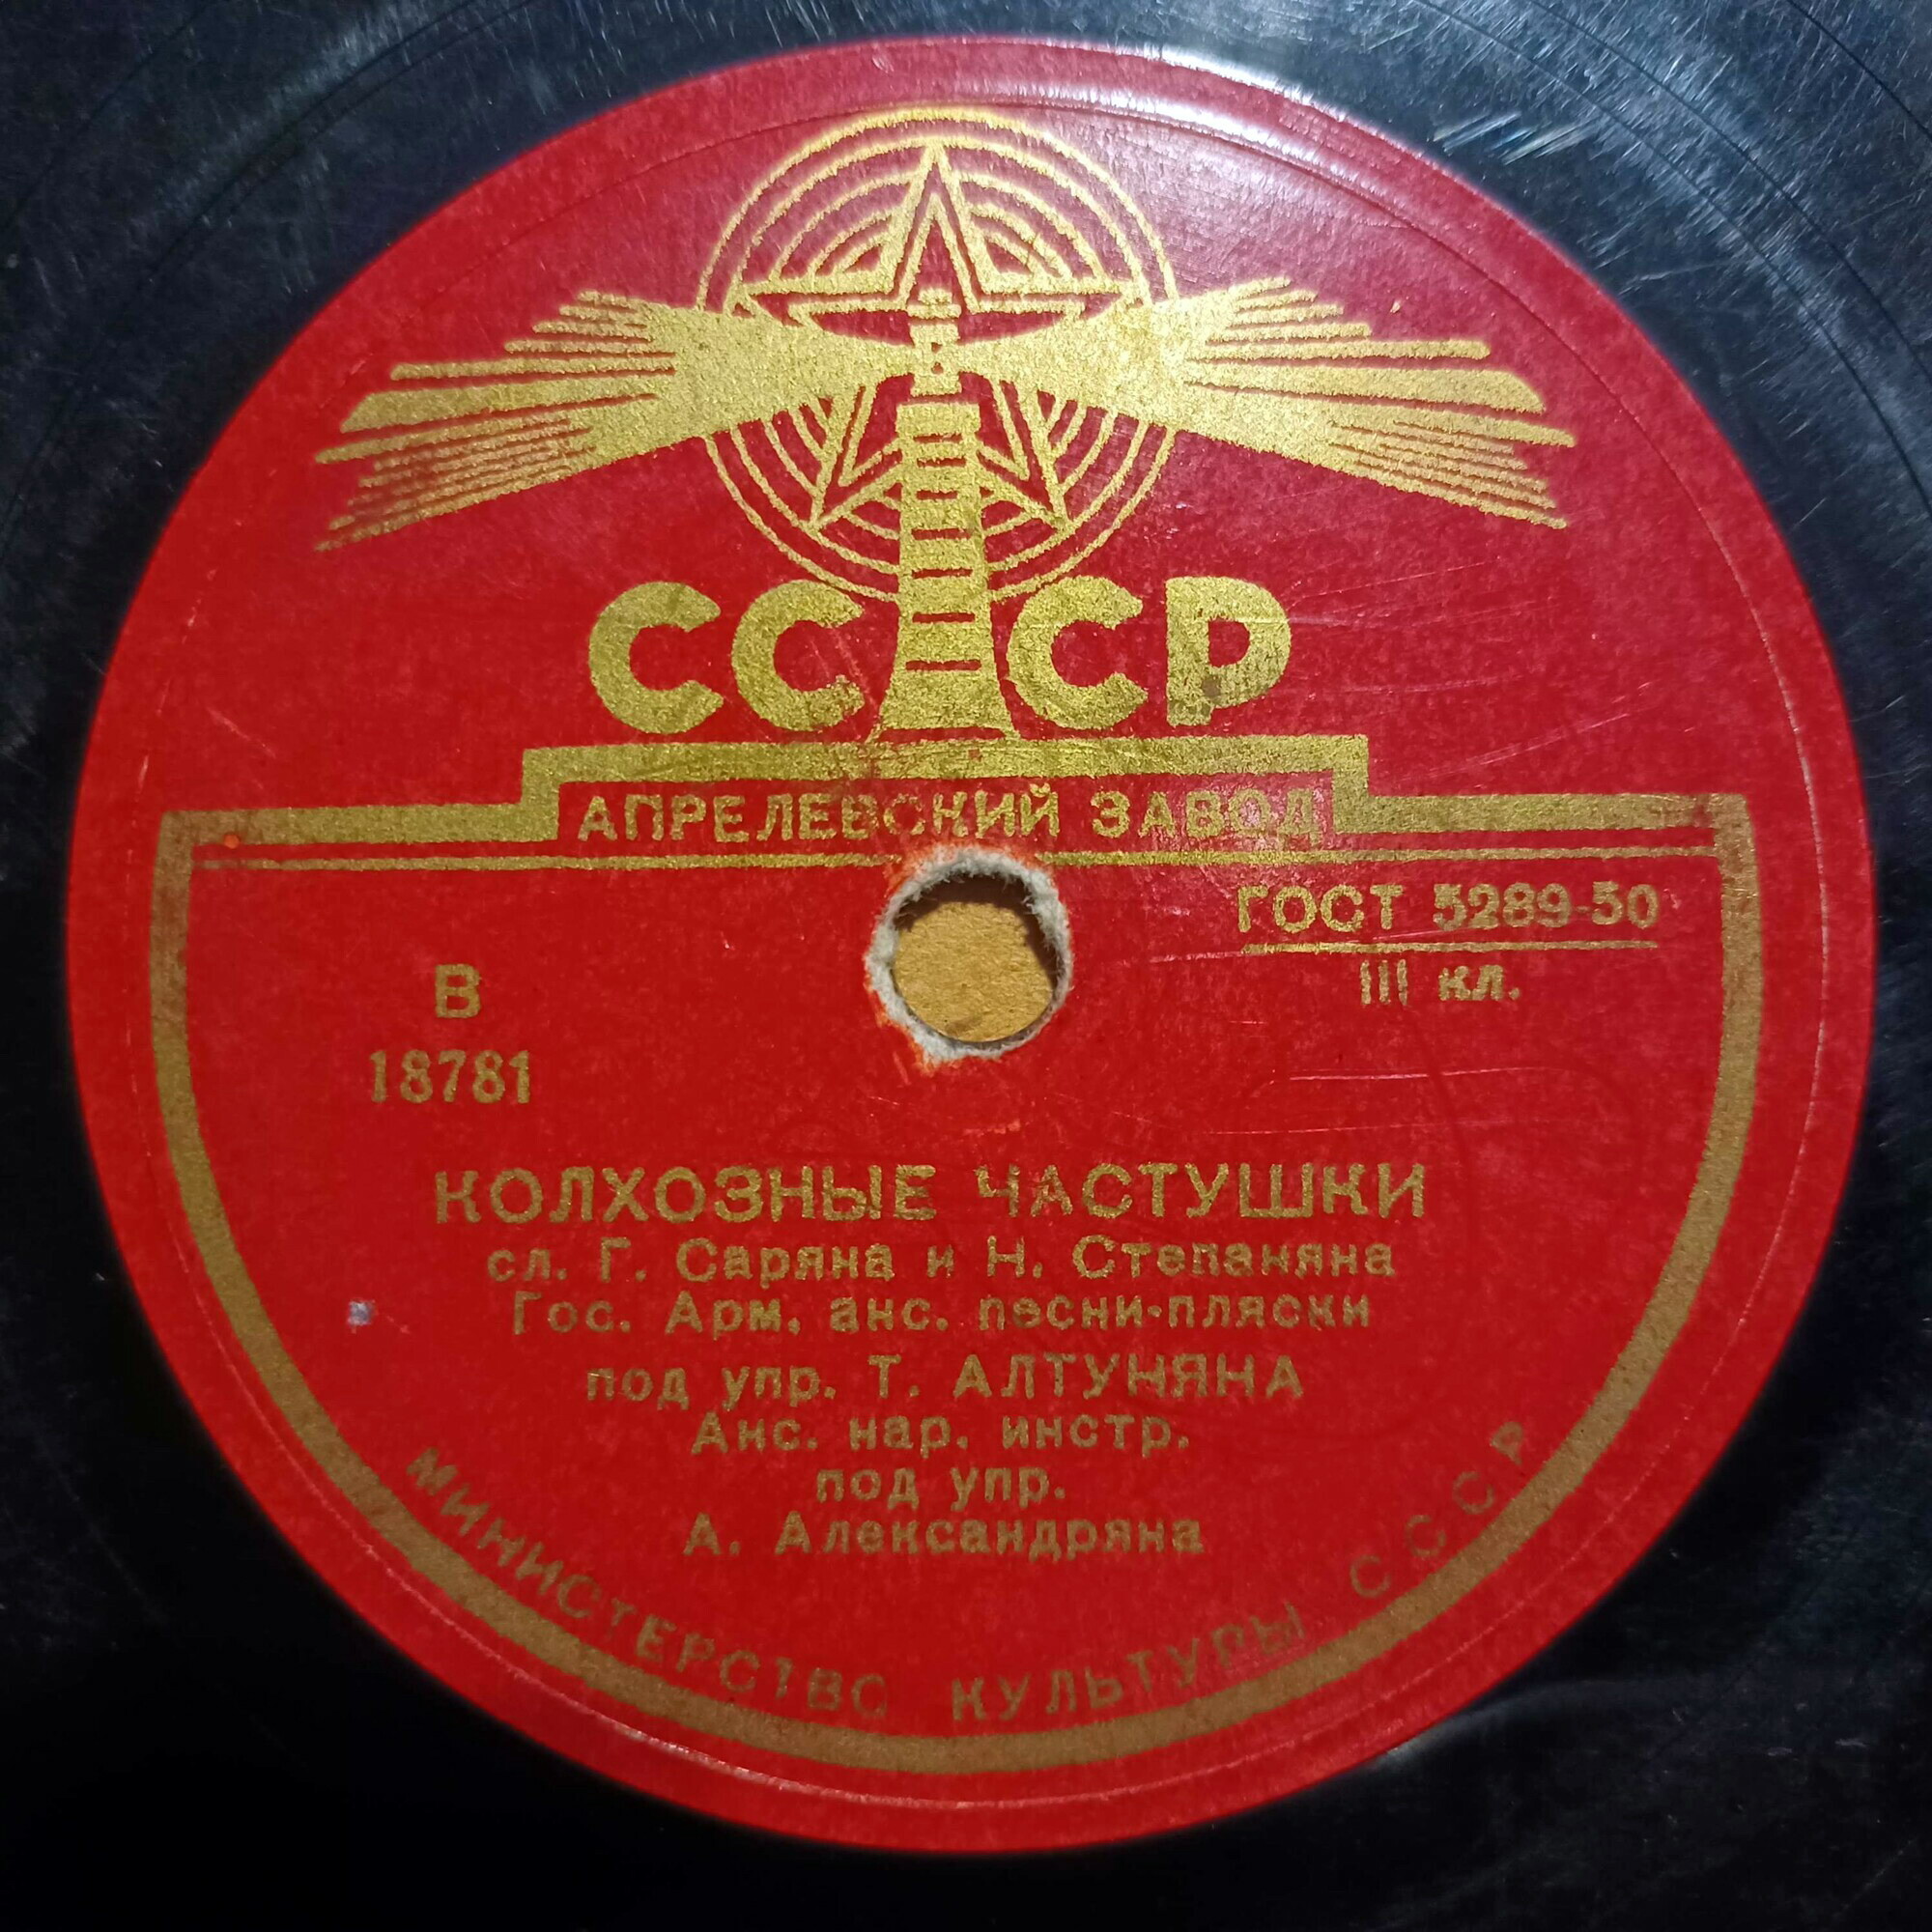 СССР
АПРЕЛЕВСКИЙ ЗАВОД
ГОСТ 5289-50
III кл.
В
18781
КОЛХОЗНЫЕ ЧАСТУШКИ
сл. Г. Саряна и Н. Степаняна
Гос. Арм. анс. песни-пляски
под упр. Т. АЛТУНЯНА
Анс. нар. инстр.
под упр.
А. Александряна
МИНИСТЕРСТВО КУЛЬТУРЫ СССР